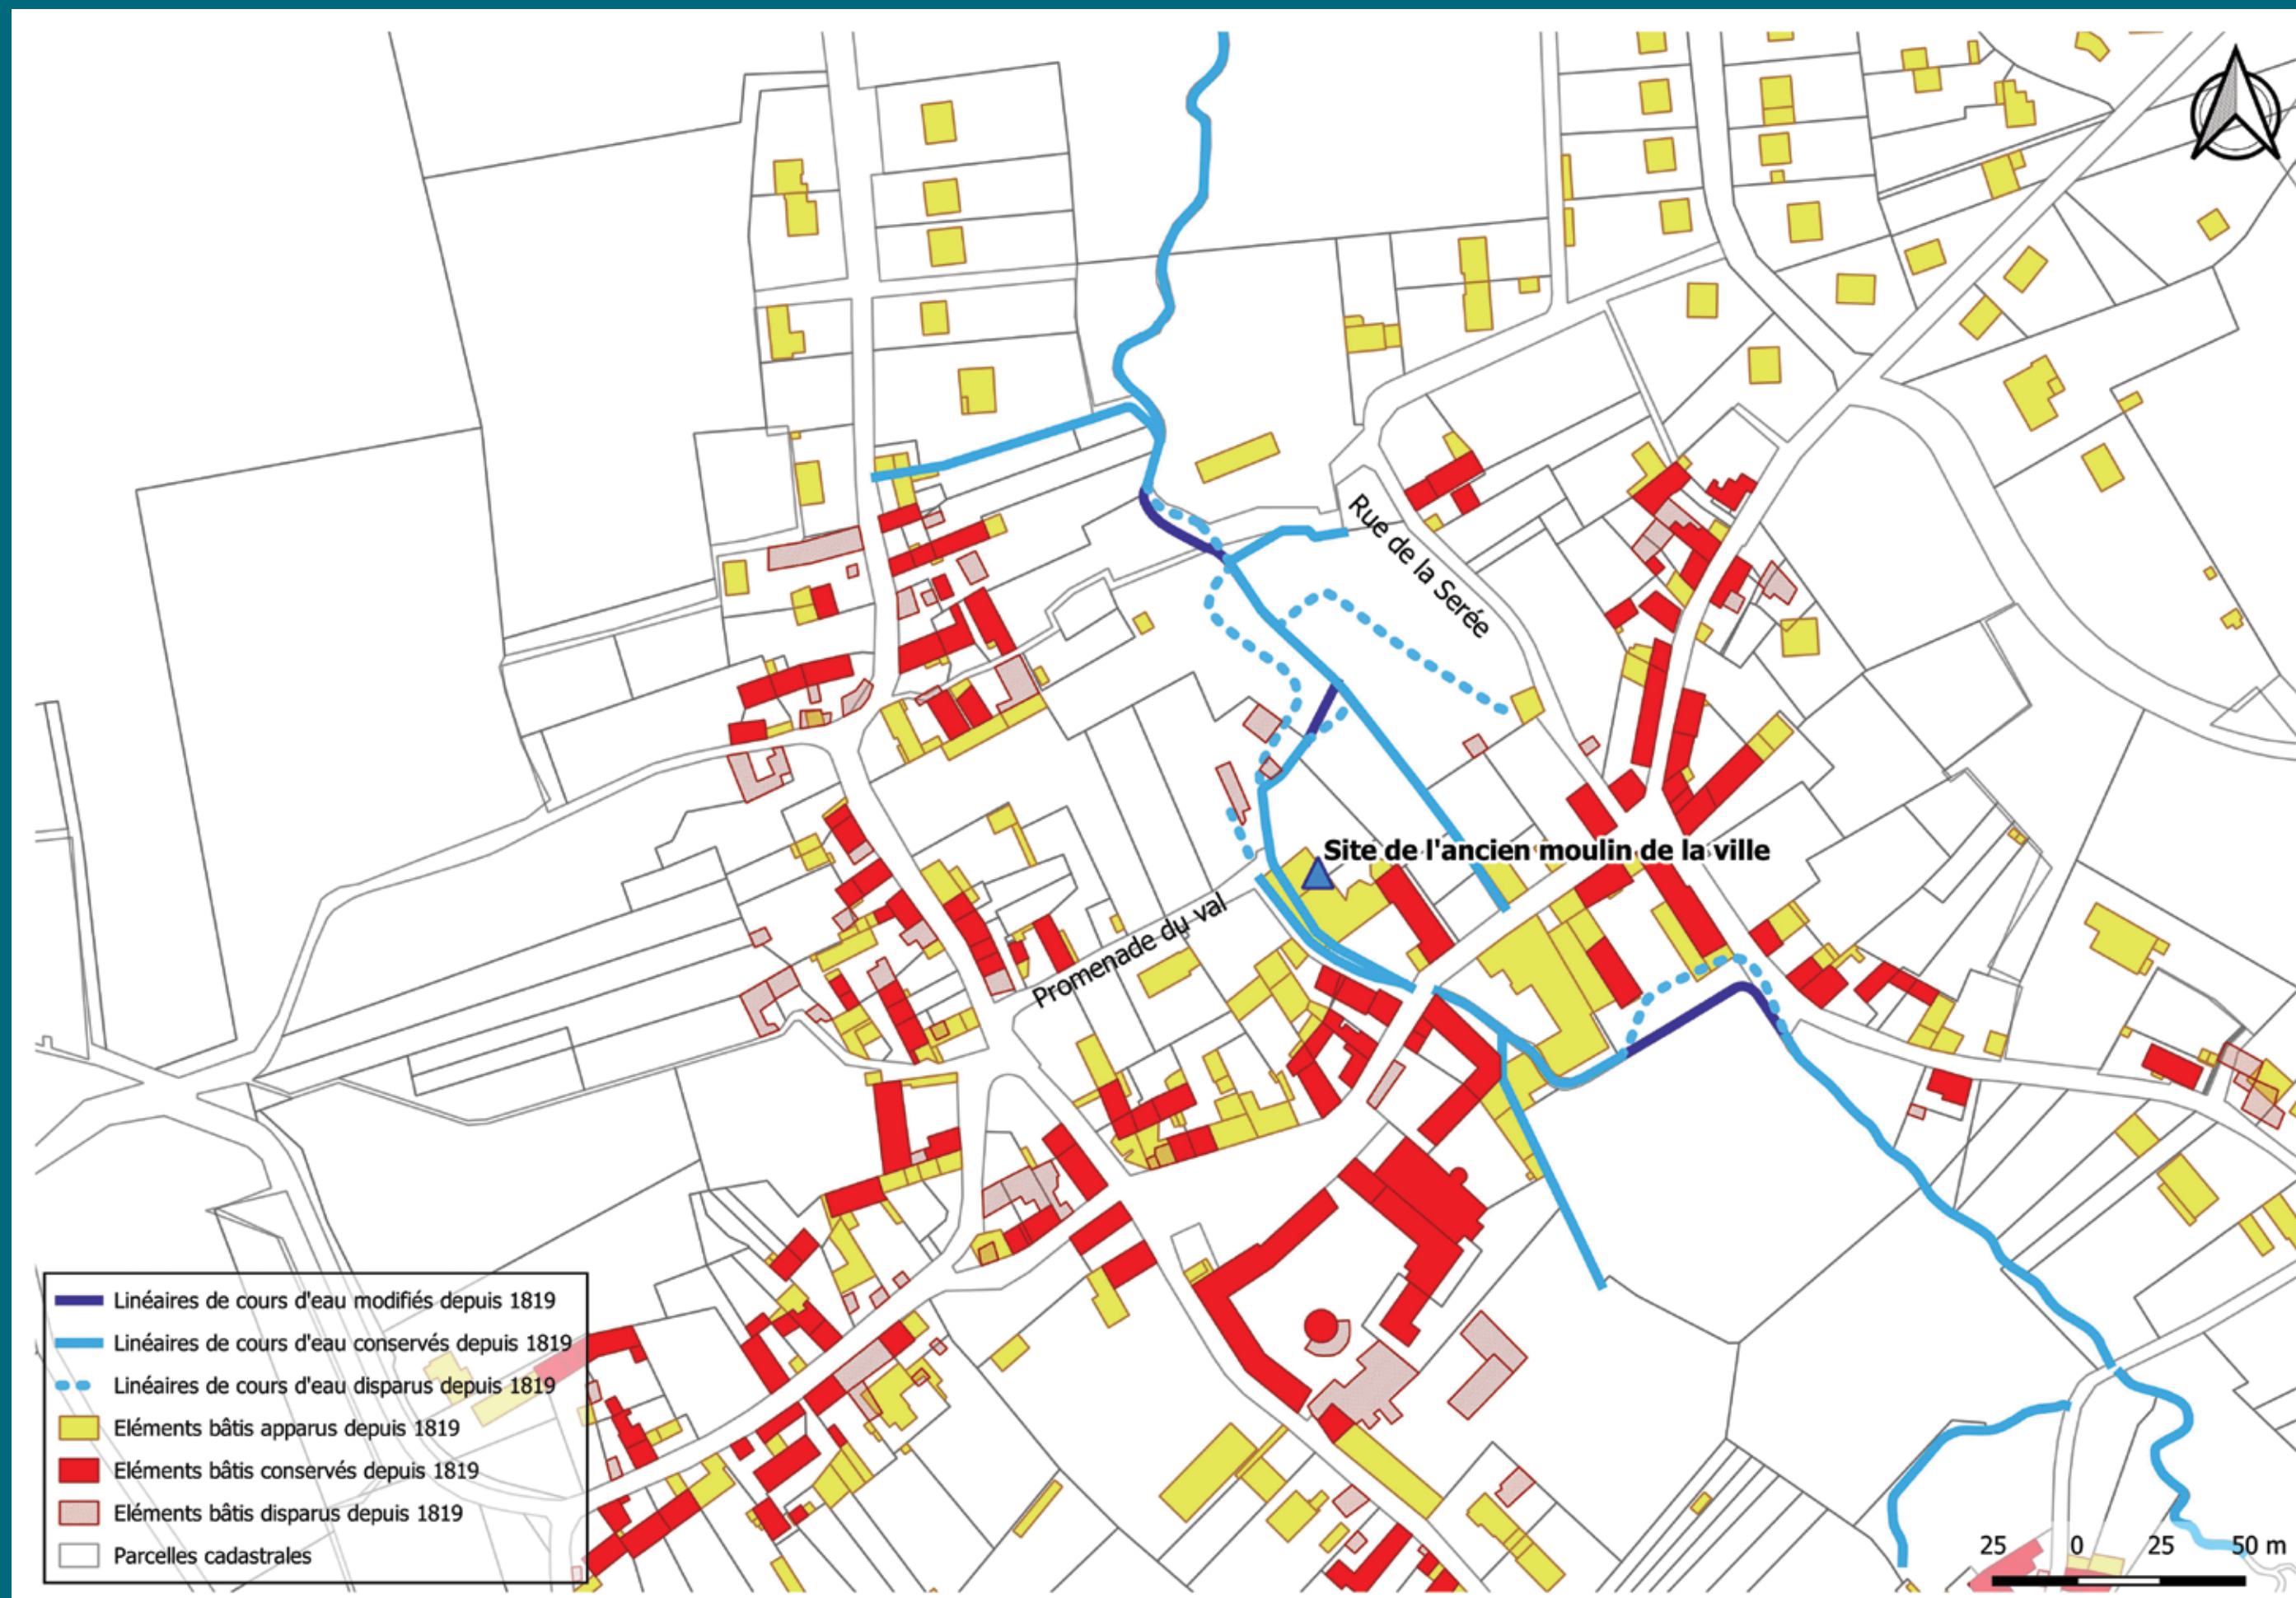 Rue de la Serée
Site de l'ancien moulin de la ville
Promenade du val
Linéaires de cours d'eau modifiés depuis 1819
Linéaires de cours d'eau conservés depuis 1819
Linéaires de cours d'eau disparus depuis 1819
Eléments bâtis apparus depuis 1819
Eléments bâtis conservés depuis 1819
Eléments bâtis disparus depuis 1819
Parcelles cadastrales
25 0 25 50 m